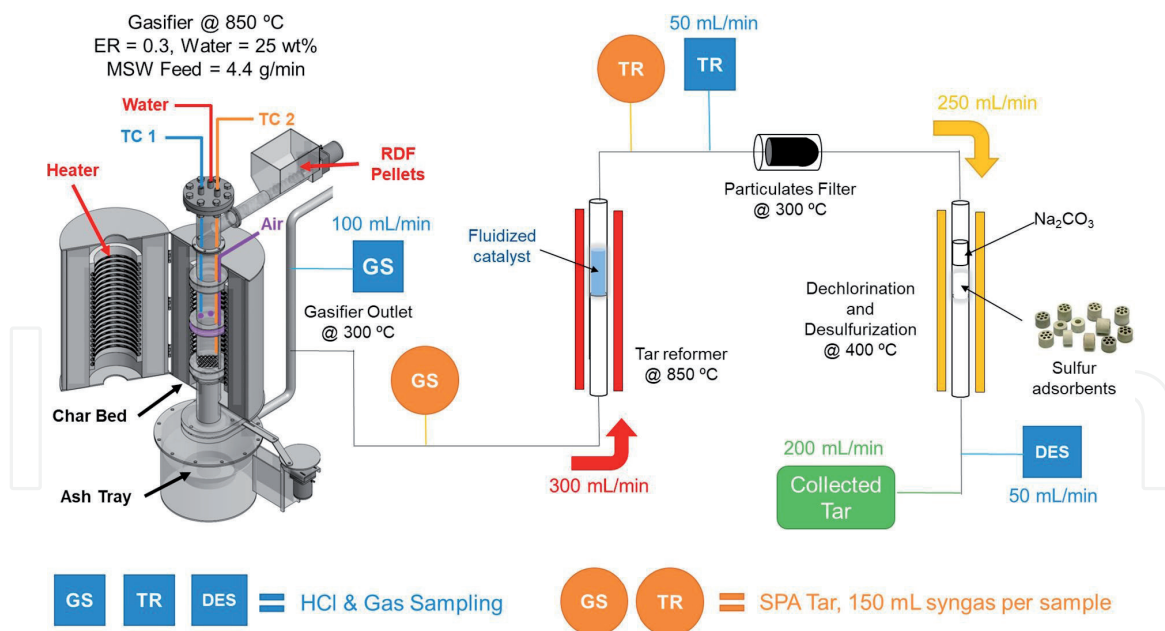 Gasifier @ 850 ºC
ER = 0.3, Water = 25 wt%
MSW Feed = 4.4 g/min
Water
TC 1
TC 2
Heater
RDF
Pellets
Air
100 mL/min
GS
Gasifier Outlet
@ 300 ºC
GS
Char Bed
Ash Tray
50 mL/min
TR
TR
Fluidized
catalyst
Tar reformer
@ 850 ºC
300 mL/min
Particulates Filter
@ 300 ºC
250 mL/min
Na₂CO₃
Dechlorination
and
Desulfurization
@ 400 ºC
Sulfur
adsorbents
200 mL/min
Collected
Tar
DES
50 mL/min
GS TR DES = HCl & Gas Sampling
GS TR = SPA Tar, 150 mL syngas per sample